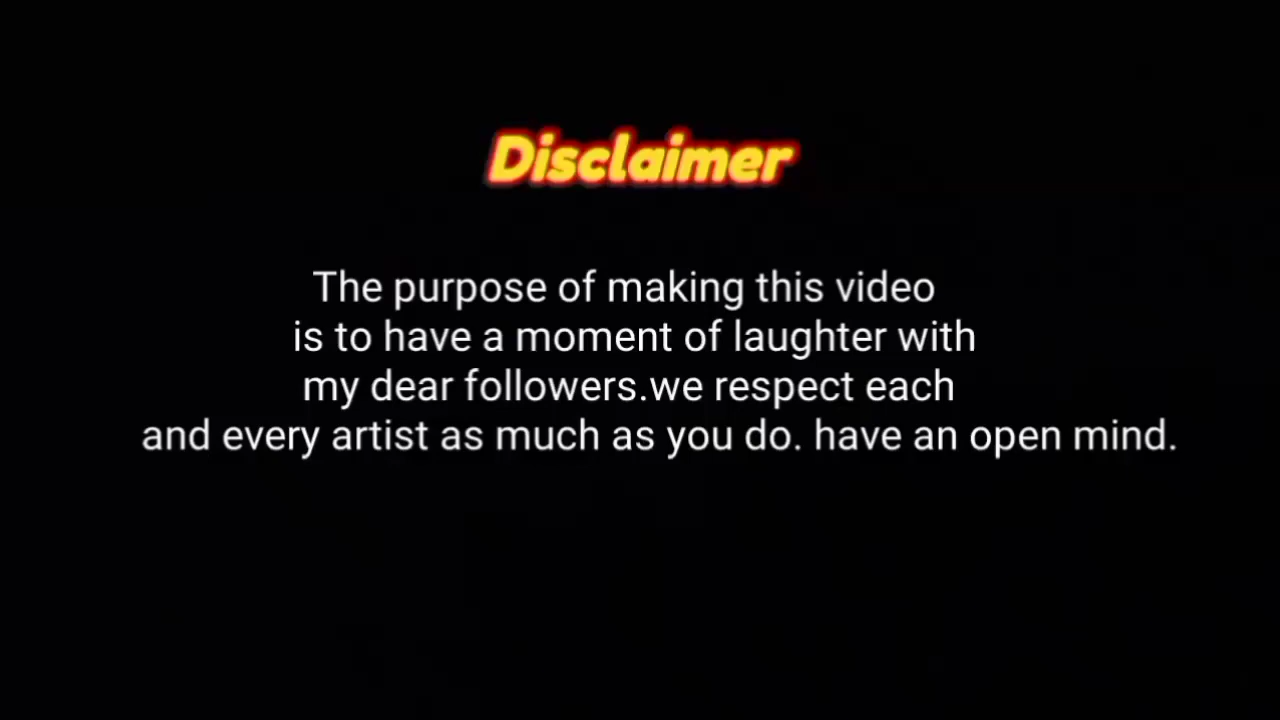 Disclaimer
The purpose of making this video
is to have a moment of laughter with
my dear followers.we respect each
and every artist as much as you do. have an open mind.